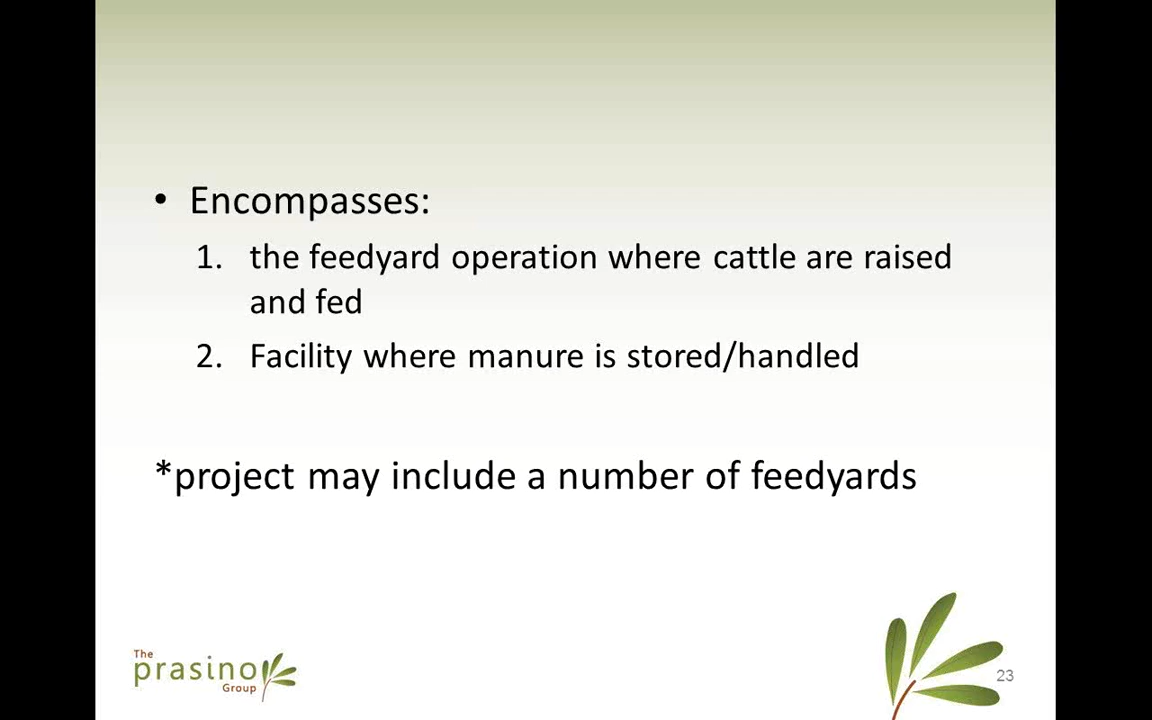 • Encompasses:
1. the feedyard operation where cattle are raised
and fed
2. Facility where manure is stored/handled
*project may include a number of feedyards
The
prasino
Group
23